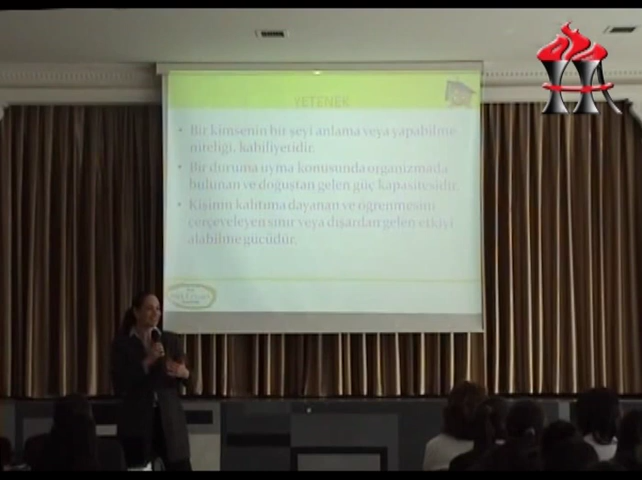 YETENEK
• Bir kimsenin bir şeyi anlama veya yapabilme
niteliği, kabiliyetidir.
• Bir duruma uyma konusunda organizmada
bulunan ve doğuştan gelen güç kapasitesidir.
• Kişinin kalıtıma dayanan ve öğrenmesini
çerçeveleyen sınır veya dışarıdan gelen etkiyi
alabilme gücüdür.